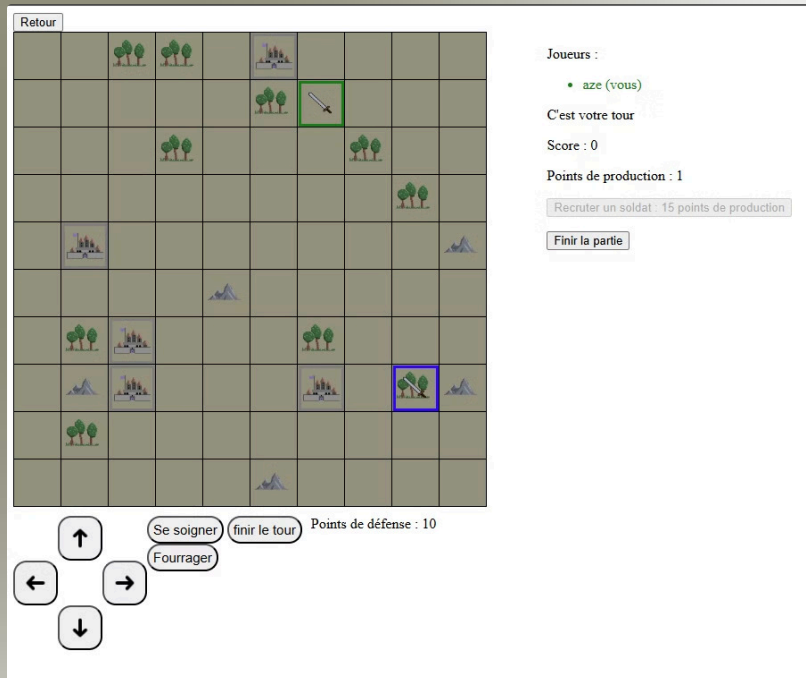 Retour
Joueurs :
aze (vous)
C'est votre tour
Score : 0
Points de production : 1
Recruter un soldat : 15 points de production
Finir la partie
Se soigner
finir le tour
Points de défense : 10
Fourrager